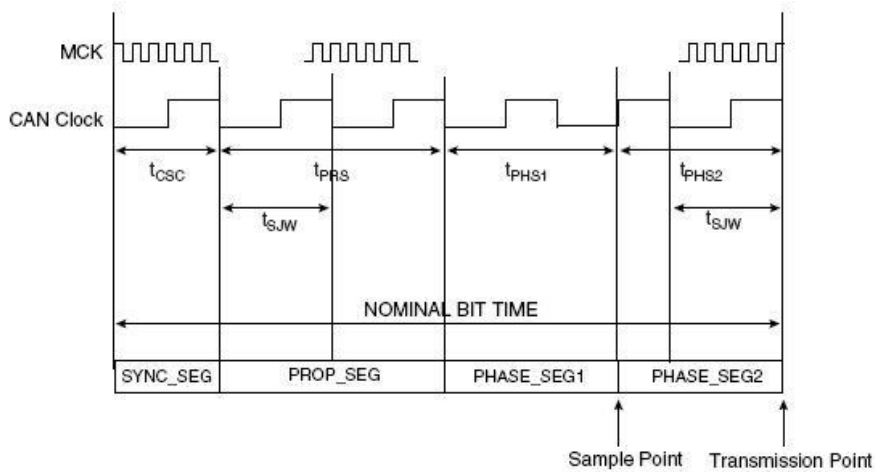 MCK
CAN Clock
tCSC
tPRS
tPHS1
tPHS2
tSJW
tSJW
NOMINAL BIT TIME
SYNC_SEG
PROP_SEG
PHASE_SEG1
PHASE_SEG2
Sample Point
Transmission Point